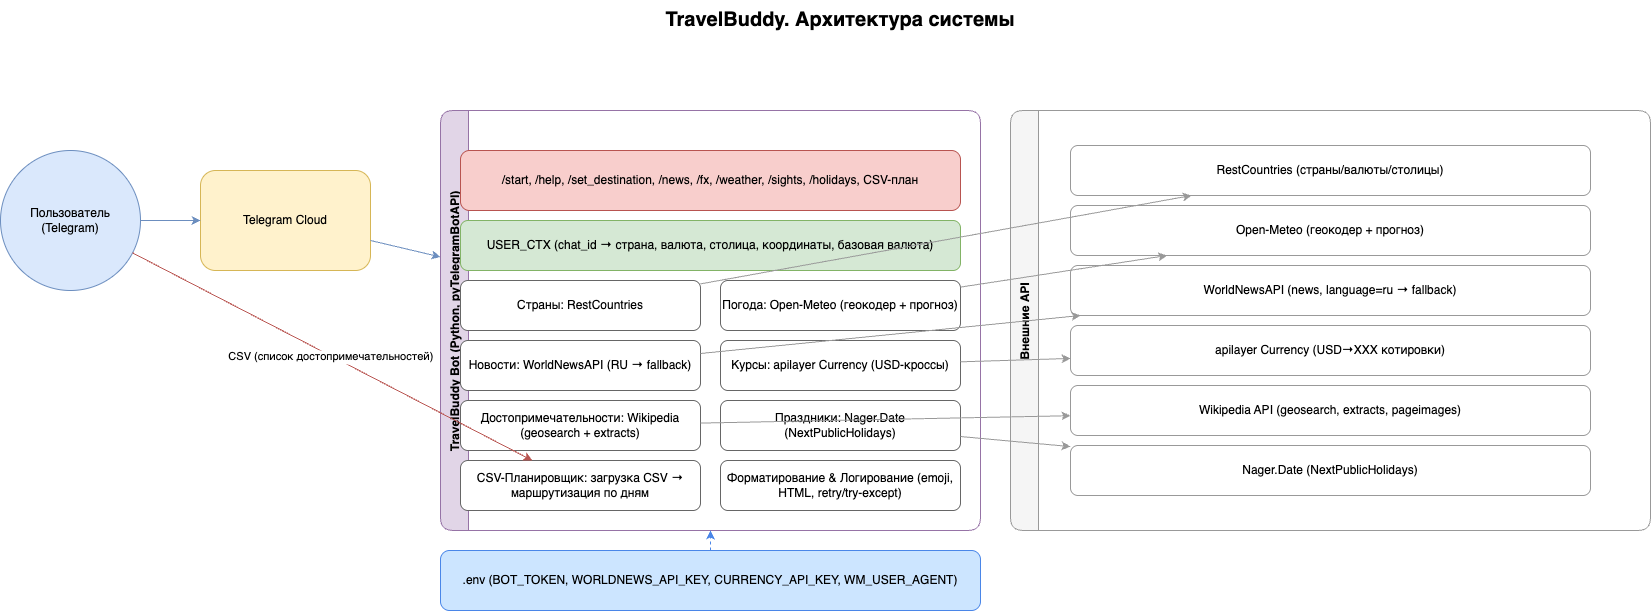 TravelBuddy. Архитектура системы
Пользователь
(Telegram)
Telegram Cloud
CSV (список достопримечательностей)
TravelBuddy Bot (Python, pyTelegramBotAPI)
/start, /help, /set_destination, /news, /fx, /weather, /sights, /holidays, CSV-план
USER_CTX (chat_id → страна, валюта, столица, координаты, базовая валюта)
Страны: RestCountries
Погода: Open-Meteo (геокодер + прогноз)
Новости: WorldNewsAPI (RU → fallback)
Курсы: apilayer Currency (USD-кроссы)
Достопримечательности: Wikipedia
(geosearch + extracts)
Праздники: Nager.Date
(NextPublicHolidays)
CSV-Планировщик: загрузка CSV →
маршрутизация по дням
Форматирование & Логирование (emoji,
HTML, retry/try-except)
.env (BOT_TOKEN, WORLDNEWS_API_KEY, CURRENCY_API_KEY, WM_USER_AGENT)
Внешние API
RestCountries (страны/валюты/столицы)
Open-Meteo (геокодер + прогноз)
WorldNewsAPI (news, language=ru → fallback)
apilayer Currency (USD→XXX котировки)
Wikipedia API (geosearch, extracts, pageimages)
Nager.Date (NextPublicHolidays)